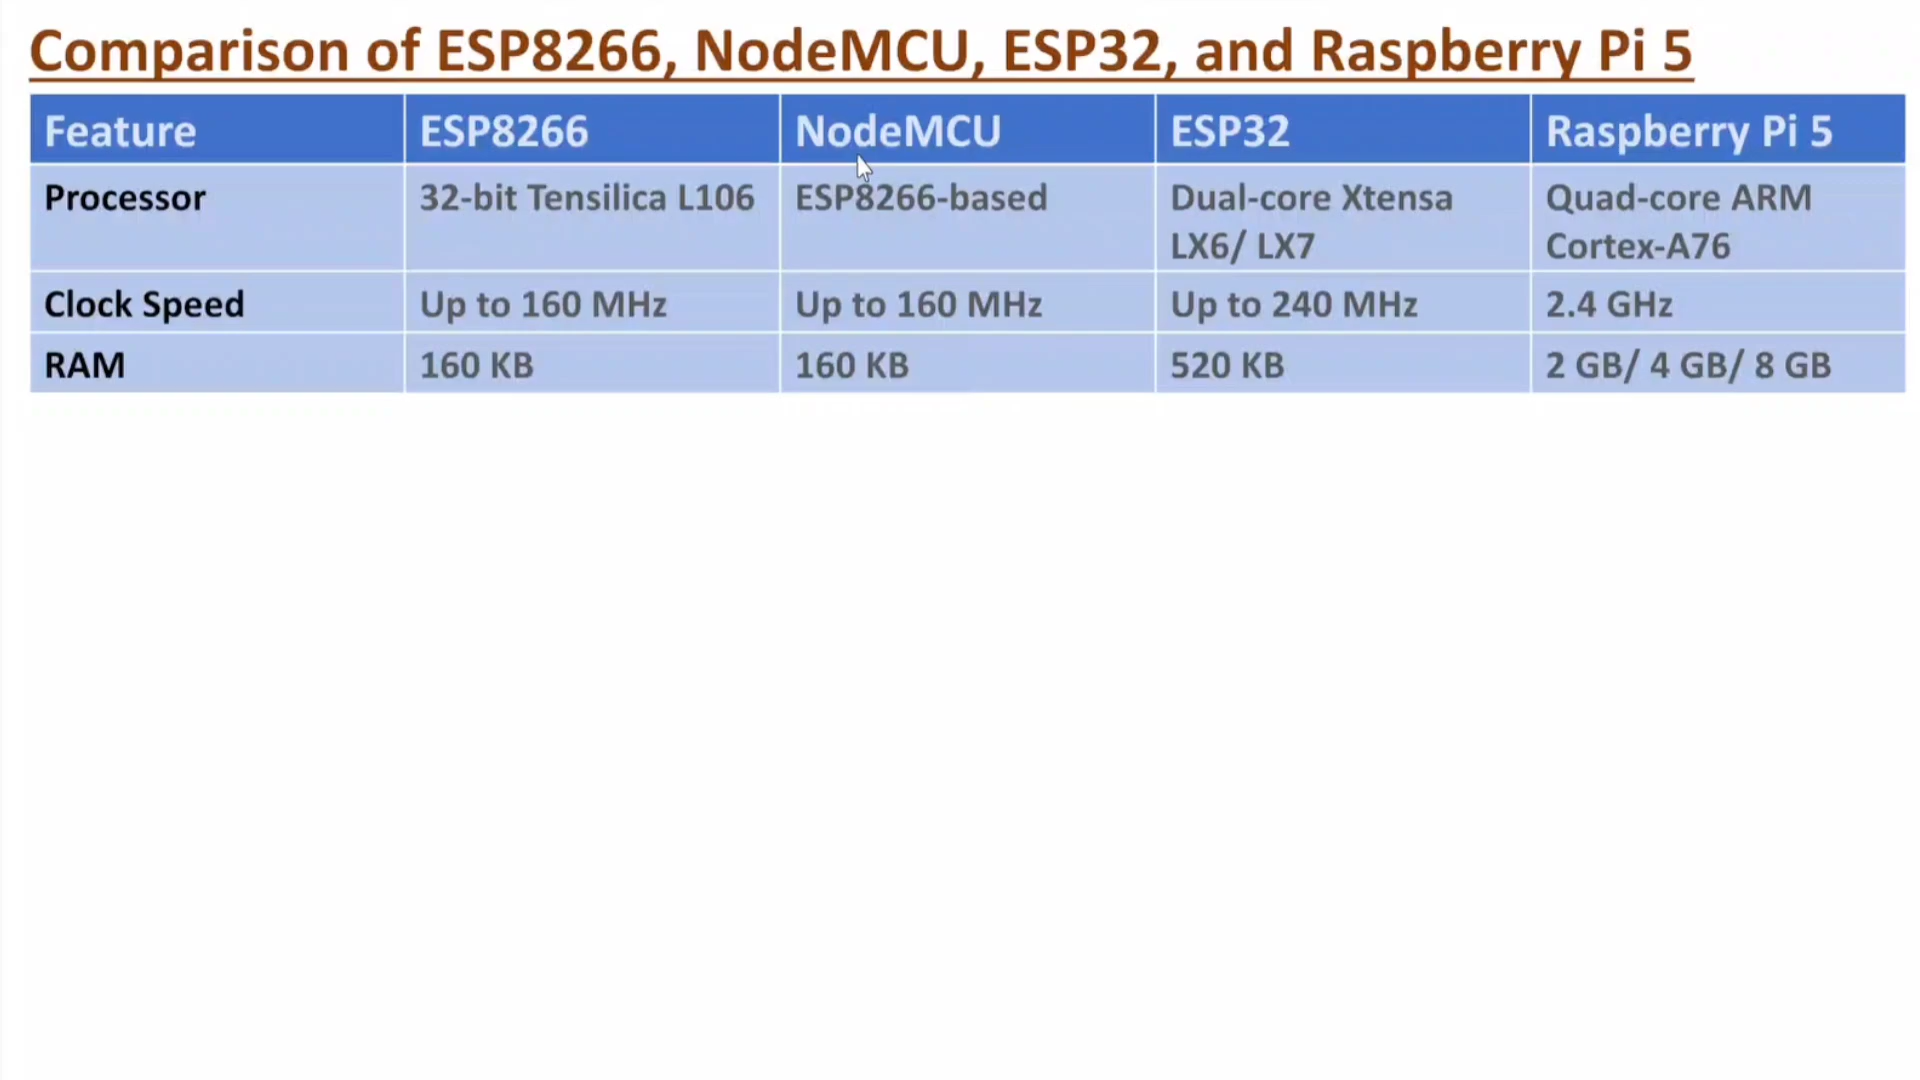 Comparison of ESP8266, NodeMCU, ESP32, and Raspberry Pi 5
Feature ESP8266 NodeMCU ESP32 Raspberry Pi 5
Processor 32-bit Tensilica L106 ESP8266-based Dual-core Xtensa LX6/ LX7 Quad-core ARM Cortex-A76
Clock Speed Up to 160 MHz Up to 160 MHz Up to 240 MHz 2.4 GHz
RAM 160 KB 160 KB 520 KB 2 GB/ 4 GB/ 8 GB